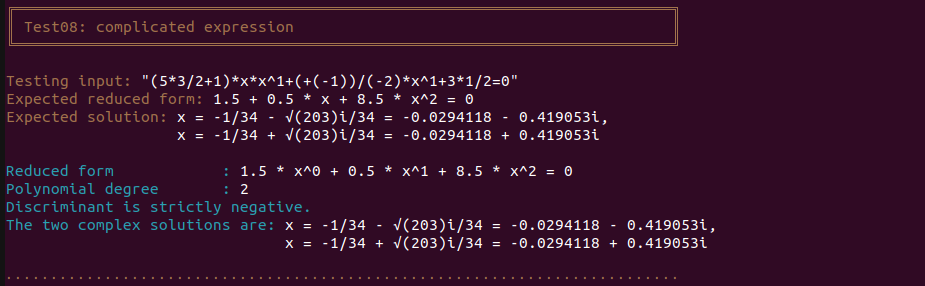 Test08: complicated expression
Testing input: "(5*3/2+1)*x*x^1+(+(-1))/(-2)*x^1+3*1/2=0"
Expected reduced form: 1.5 + 0.5 * x + 8.5 * x^2 = 0
Expected solution: x = -1/34 - √(203)i/34 = -0.0294118 - 0.419053i,
x = -1/34 + √(203)i/34 = -0.0294118 + 0.419053i
Reduced form : 1.5 * x^0 + 0.5 * x^1 + 8.5 * x^2 = 0
Polynomial degree : 2
Discriminant is strictly negative.
The two complex solutions are: x = -1/34 - √(203)i/34 = -0.0294118 - 0.419053i,
x = -1/34 + √(203)i/34 = -0.0294118 + 0.419053i
...........................................................................